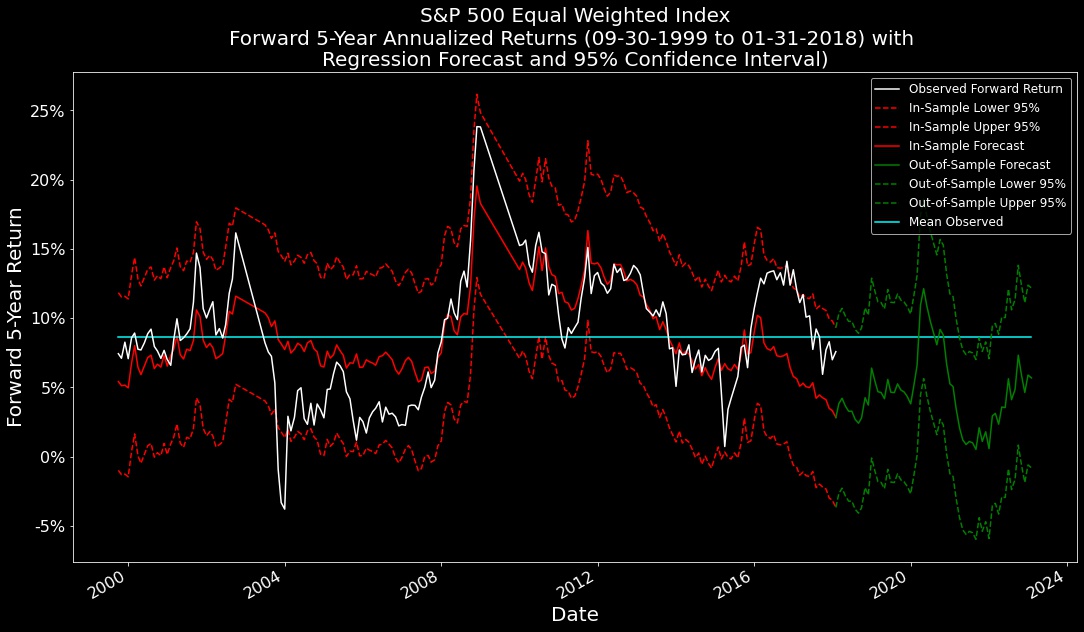 S&P 500 Equal Weighted Index
Forward 5-Year Annualized Returns (09-30-1999 to 01-31-2018) with
Regression Forecast and 95% Confidence Interval)
Observed Forward Return
In-Sample Lower 95%
In-Sample Upper 95%
In-Sample Forecast
Out-of-Sample Forecast
Out-of-Sample Lower 95%
Out-of-Sample Upper 95%
Mean Observed
Forward 5-Year Return
25%
20%
15%
10%
5%
0%
-5%
2000
2004
2008
2012
2016
2020
2024
Date